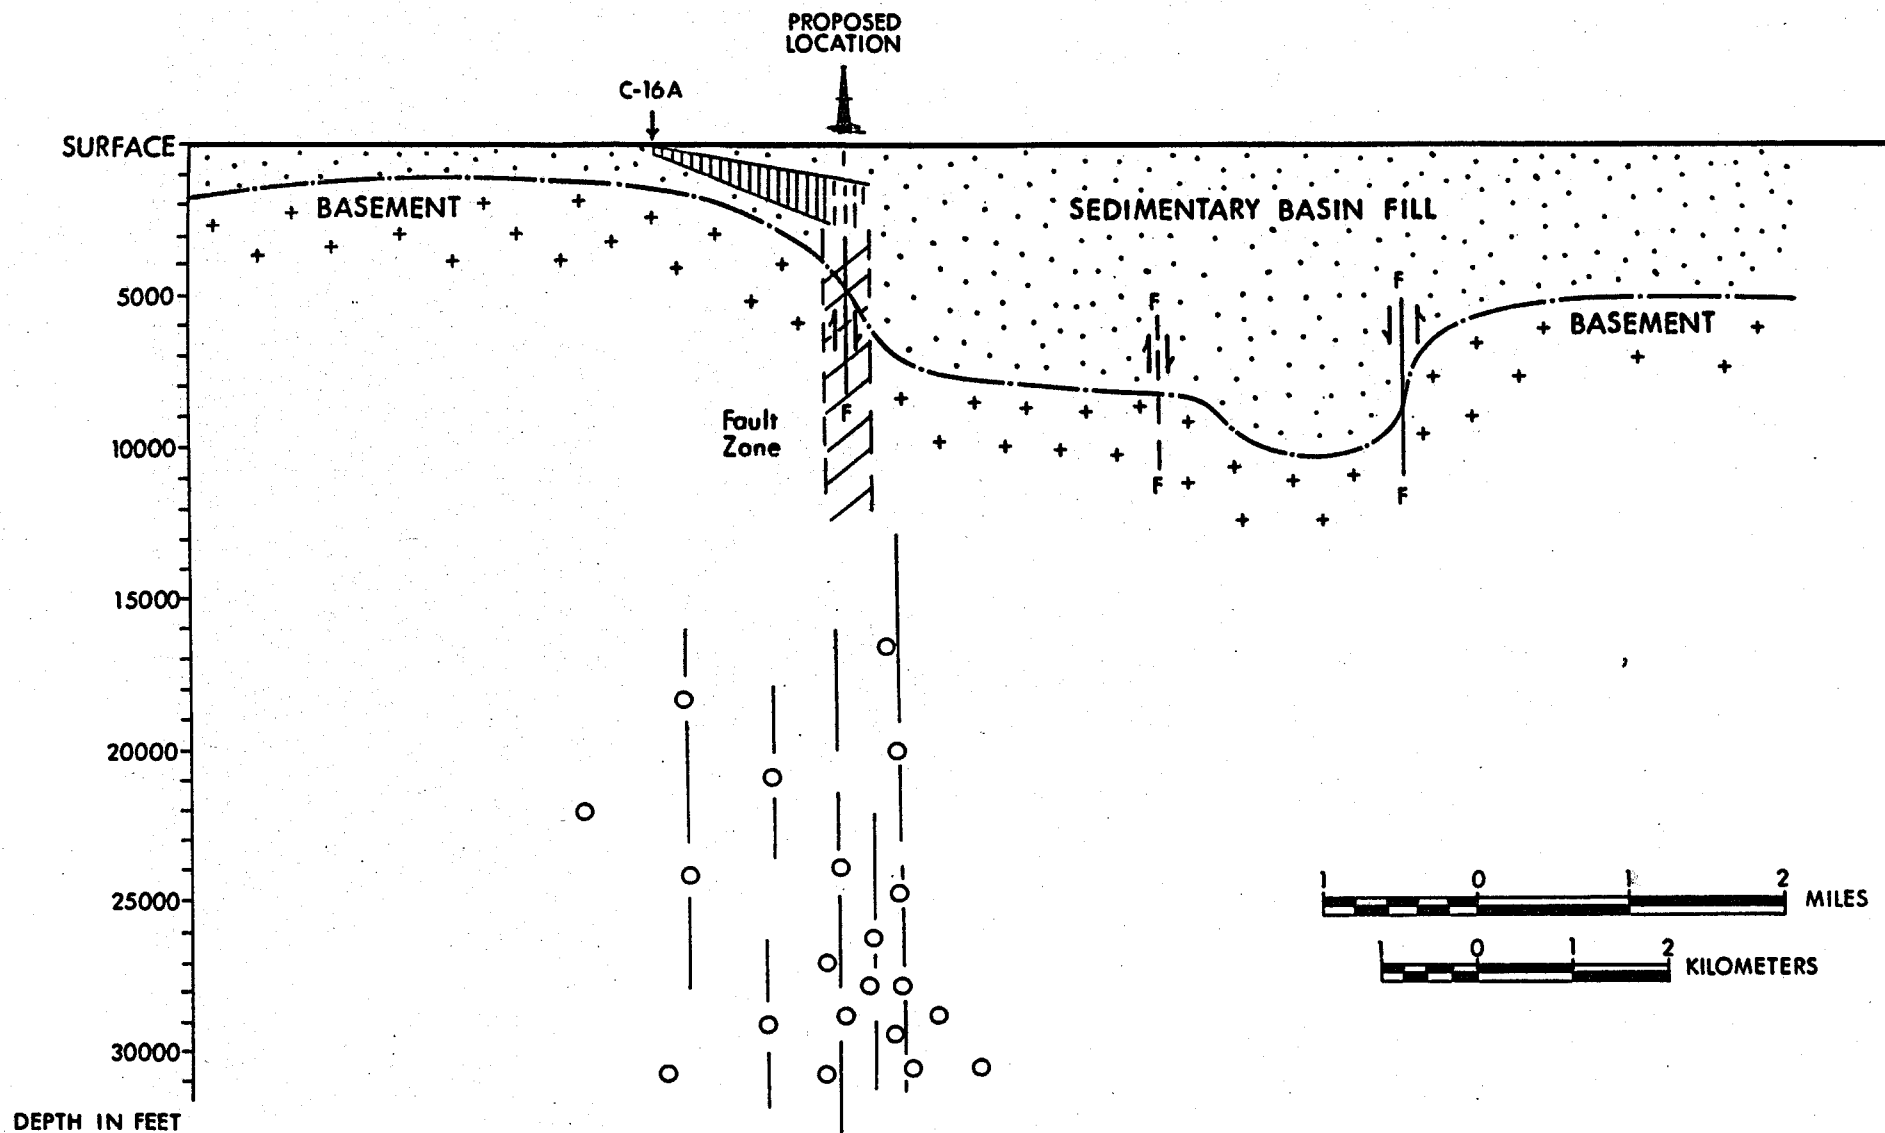 PROPOSED
LOCATION
C-16A
SURFACE
BASEMENT
SEDIMENTARY BASIN FILL
F
F
5000
BASEMENT
F
Fault
Zone
10000
F
F
15000
20000
25000
30000
DEPTH IN FEET
1 0 1 2 MILES
1 0 1 2 KILOMETERS